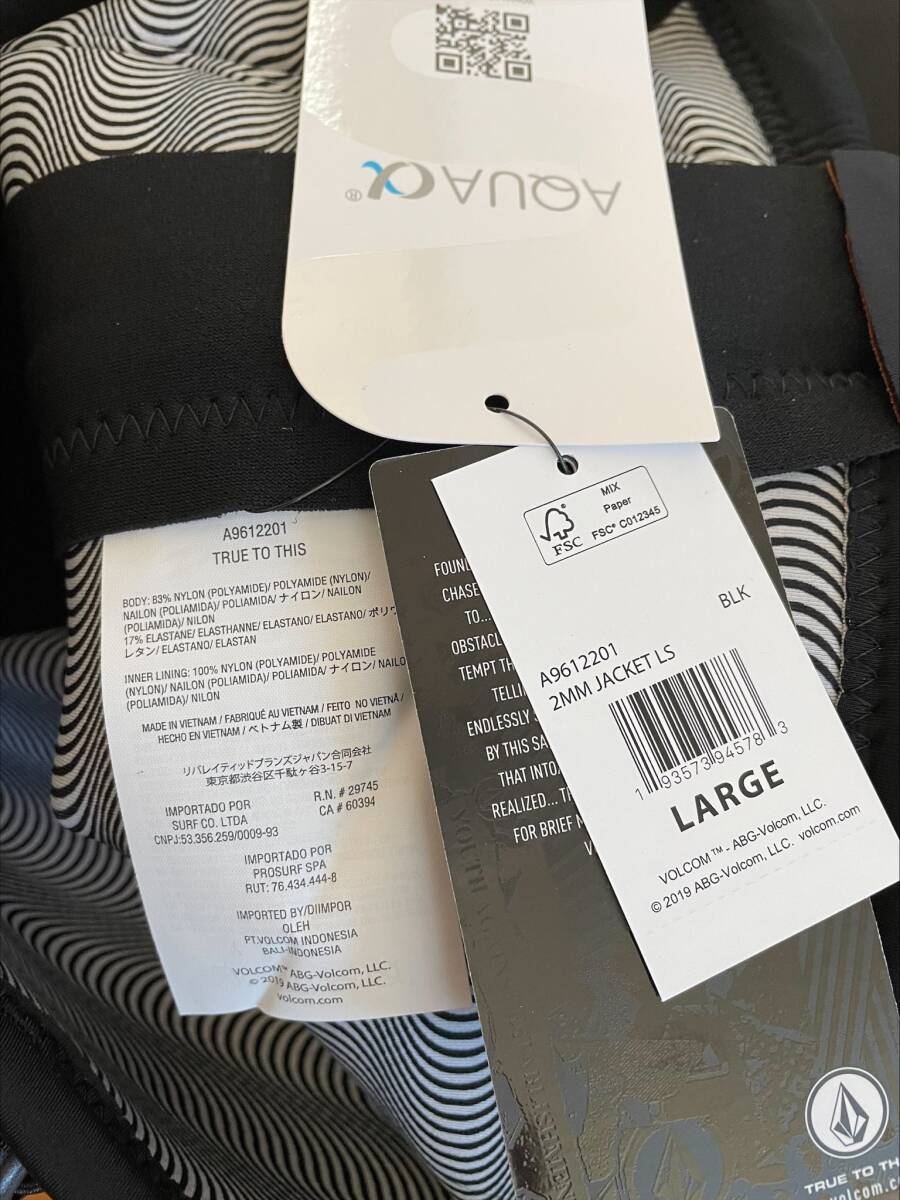 AQUAα®
A9612201
TRUE TO THIS
BODY: 83% NYLON (POLYAMIDE)/ POLYAMIDE (NYLON)/
NAILON (POLIAMIDA)/ POLIAMIDA/ ナイロン/ NAILON
(POLIAMIDA)/ NILON
17% ELASTANE/ ELASTHANNE/ ELASTANO/ ELASTANO/ ポリウ
レタン/ ELASTANO/ ELASTAN
INNER LINING: 100% NYLON (POLYAMIDE)/ POLYAMIDE
(NYLON)/ NAILON (POLIAMIDA)/ POLIAMIDA/ ナイロン/ NAILO
(POLIAMIDA)/ NILON
MADE IN VIETNAM / FABRIQUÉ AU VIETNAM / FEITO NO VIETNÃ/
HECHO EN VIETNAM / ベトナム製 / DIBUAT DI VIETNAM
リバレイティッドブランズジャパン合同会社
東京都渋谷区千駄ヶ谷3-15-7
IMPORTADO POR
SURF CO. LTDA
CNPJ:53.356.259/0009-93
R.N. # 29745
CA # 60394
IMPORTADO POR
PROSURF SPA
RUT: 76.434.444-8
IMPORTED BY/DIIMPOR
OLEH
PT.VOLCOM INDONESIA
BALI-INDONESIA
VOLCOM™ ABG-Volcom, LLC.
© 2019 ABG-Volcom, LLC.
volcom.com
FOUN
CHASE
TO...
OBSTACL
TEMPT TH
TELLI
ENDLESSLY
BY THIS SA
THAT INTO
REALIZED... T
FOR BRIEF
YOUTH
MIX
Paper
FSC® C012345
FSC
BLK
A9612201
2MM JACKET LS
1 93573 94578 3
LARGE
VOLCOM™ - ABG-Volcom, LLC.
© 2019 ABG-Volcom, LLC. volcom.com
TRUE TO TH
volcom.c